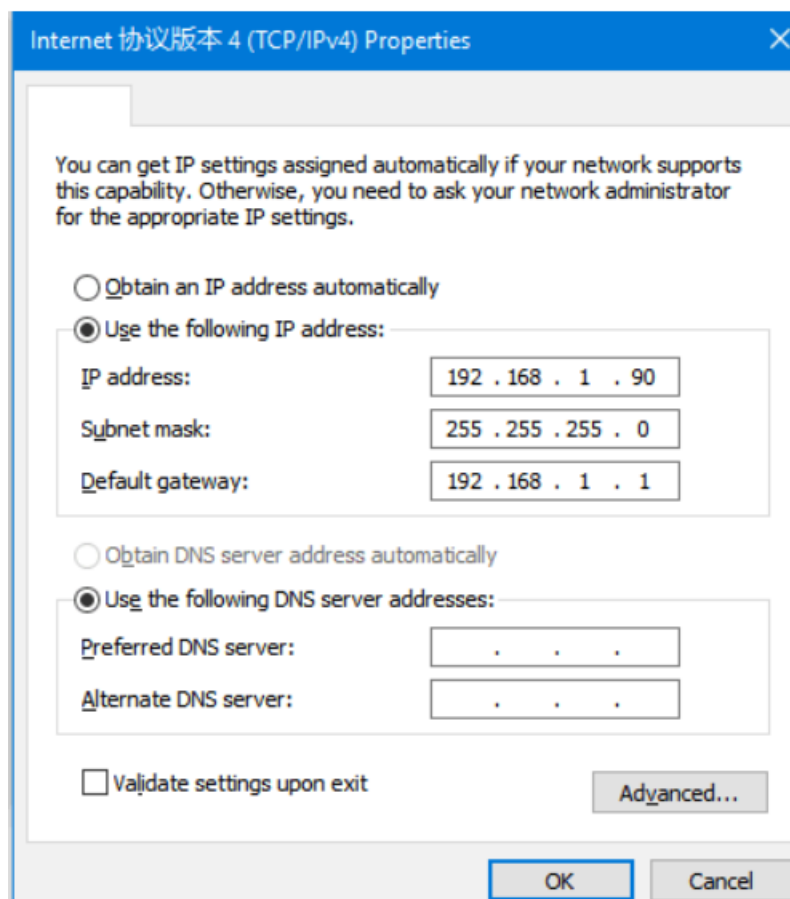 Internet 协议版本 4 (TCP/IPv4) Properties
You can get IP settings assigned automatically if your network supports
this capability. Otherwise, you need to ask your network administrator
for the appropriate IP settings.
Obtain an IP address automatically
Use the following IP address:
IP address: 192 . 168 . 1 . 90
Subnet mask: 255 . 255 . 255 . 0
Default gateway: 192 . 168 . 1 . 1
Obtain DNS server address automatically
Use the following DNS server addresses:
Preferred DNS server: . . .
Alternate DNS server: . . .
Validate settings upon exit
Advanced...
OK Cancel